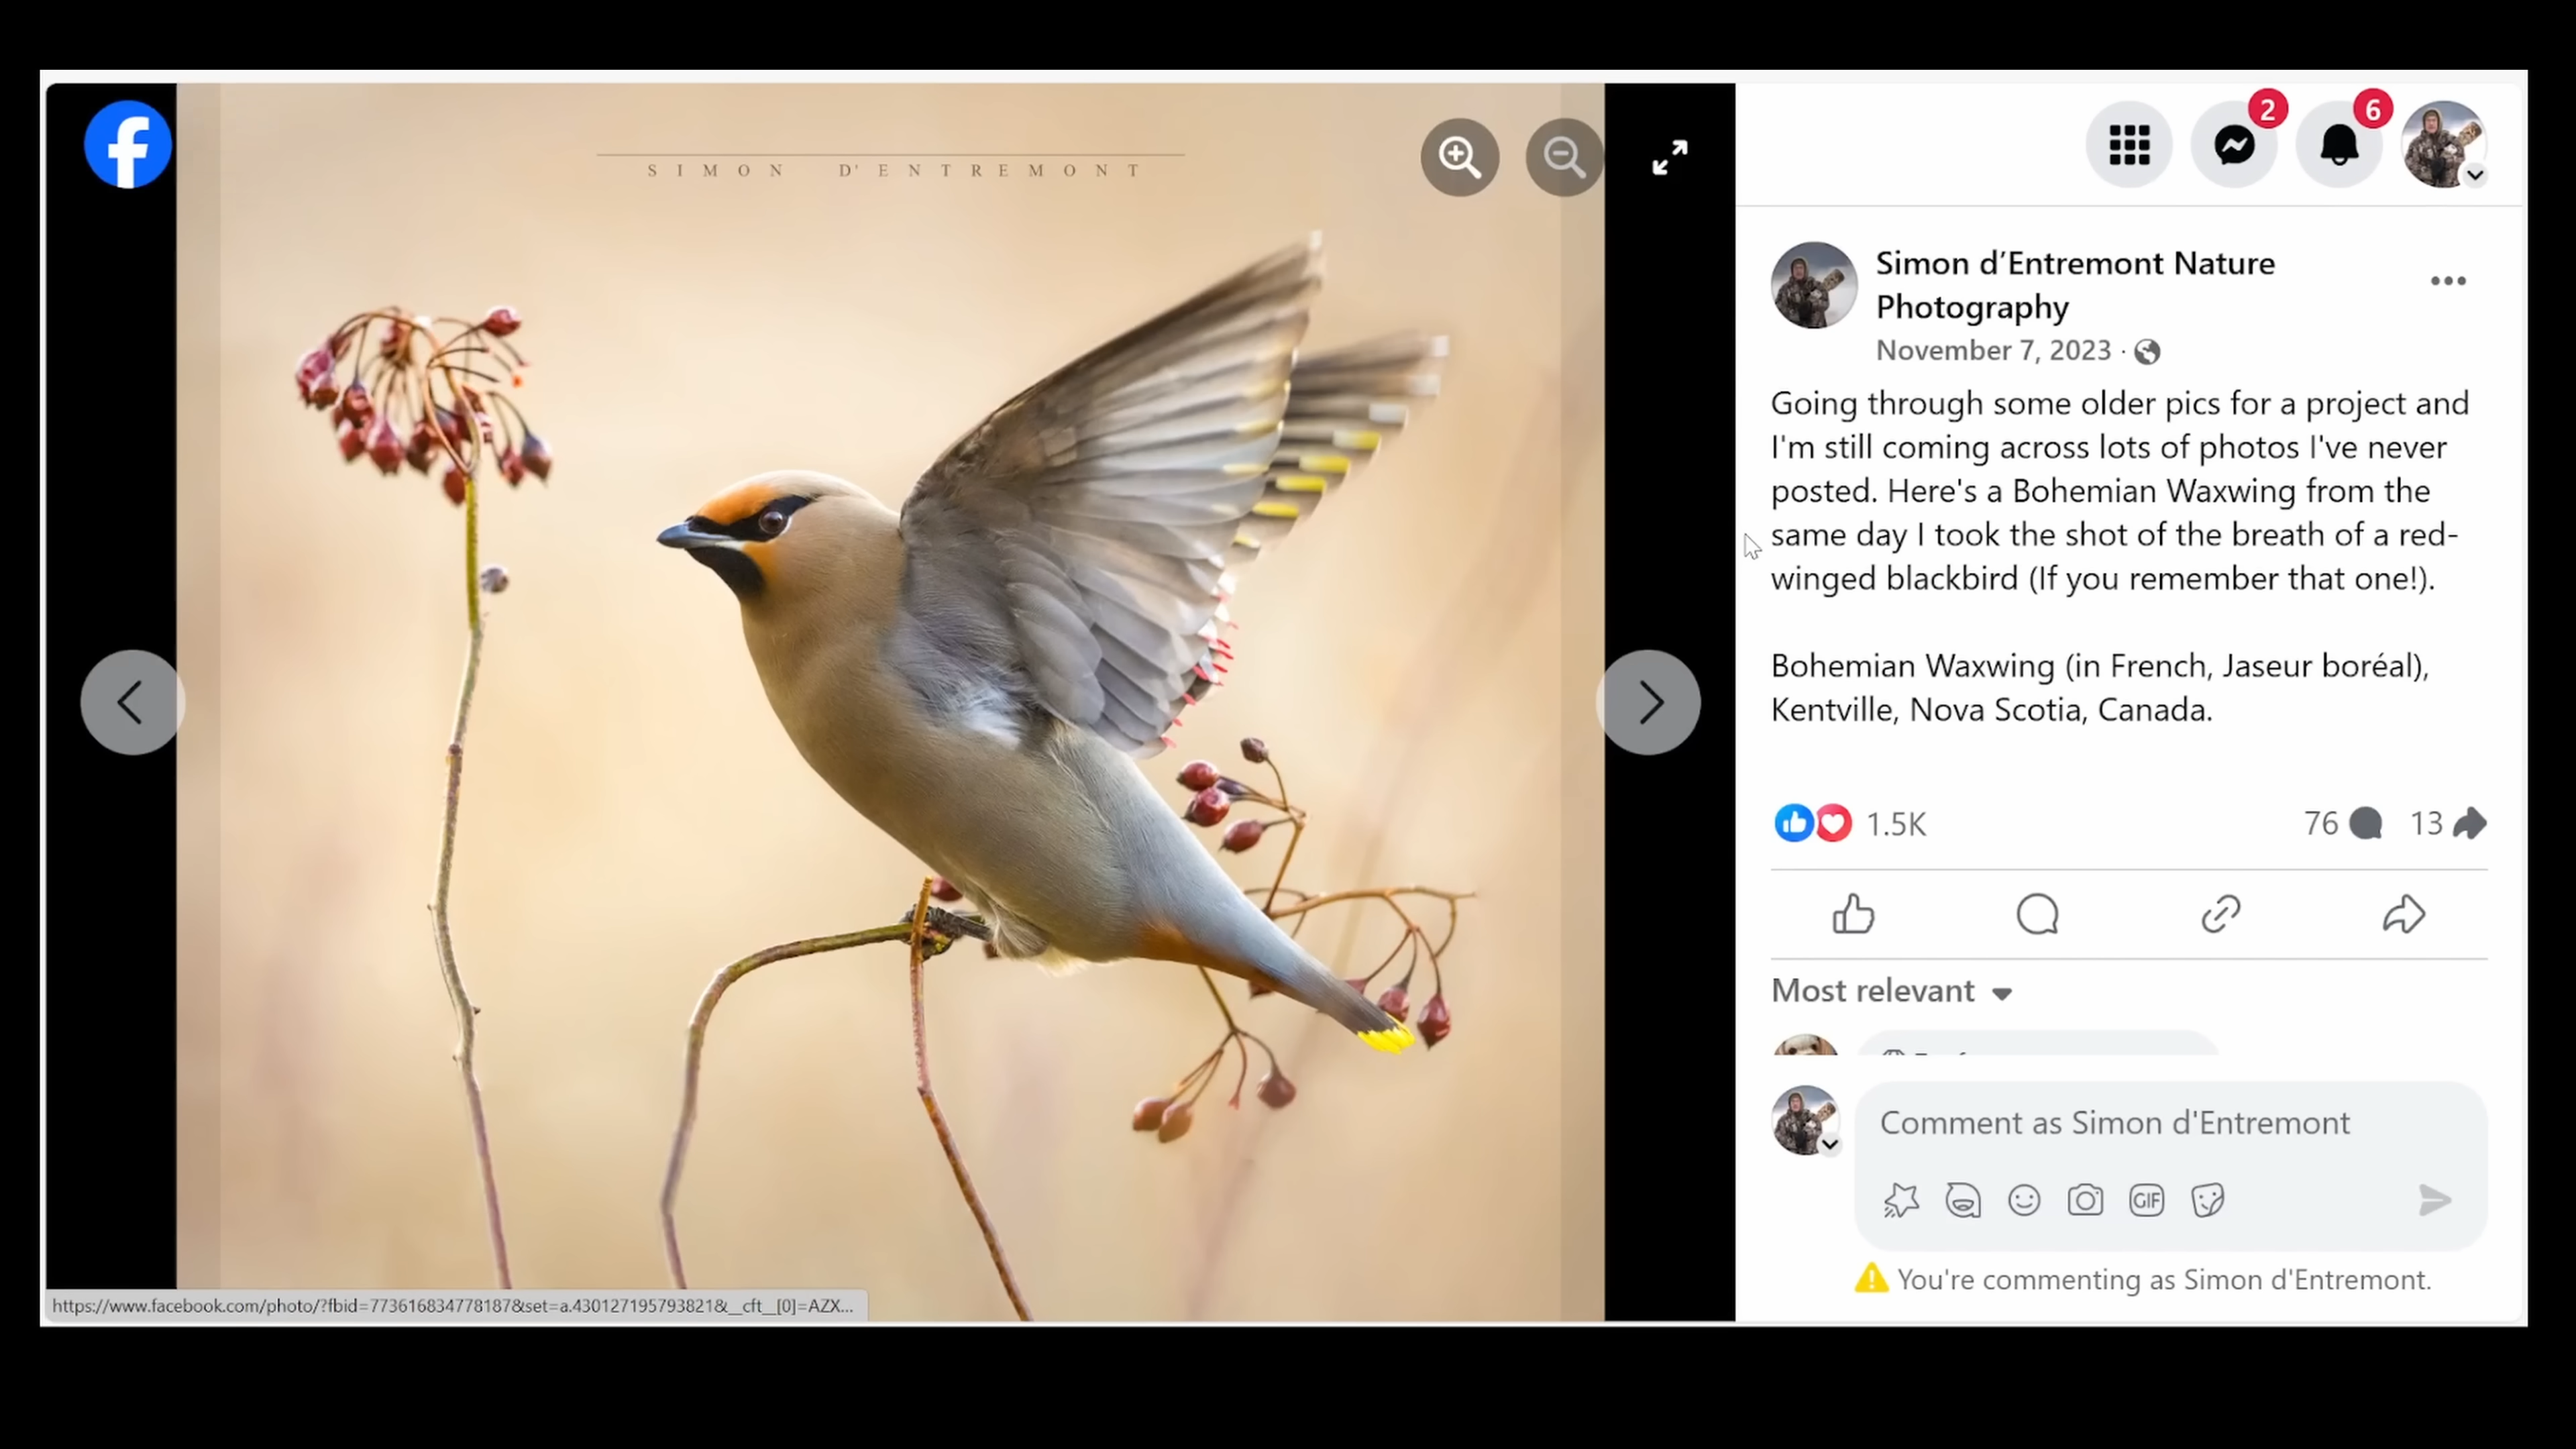 SIMON D'ENTREMONT
2
6
Simon d’Entremont Nature
Photography
November 7, 2023 ·
Going through some older pics for a project and
I'm still coming across lots of photos I've never
posted. Here's a Bohemian Waxwing from the
same day I took the shot of the breath of a red-
winged blackbird (If you remember that one!).
Bohemian Waxwing (in French, Jaseur boréal),
Kentville, Nova Scotia, Canada.
1.5K
76
13
Most relevant
Comment as Simon d'Entremont
GIF
You're commenting as Simon d'Entremont.
https://www.facebook.com/photo/?fbid=773616834778187&set=a.430127195793821&__cft__[0]=AZX...